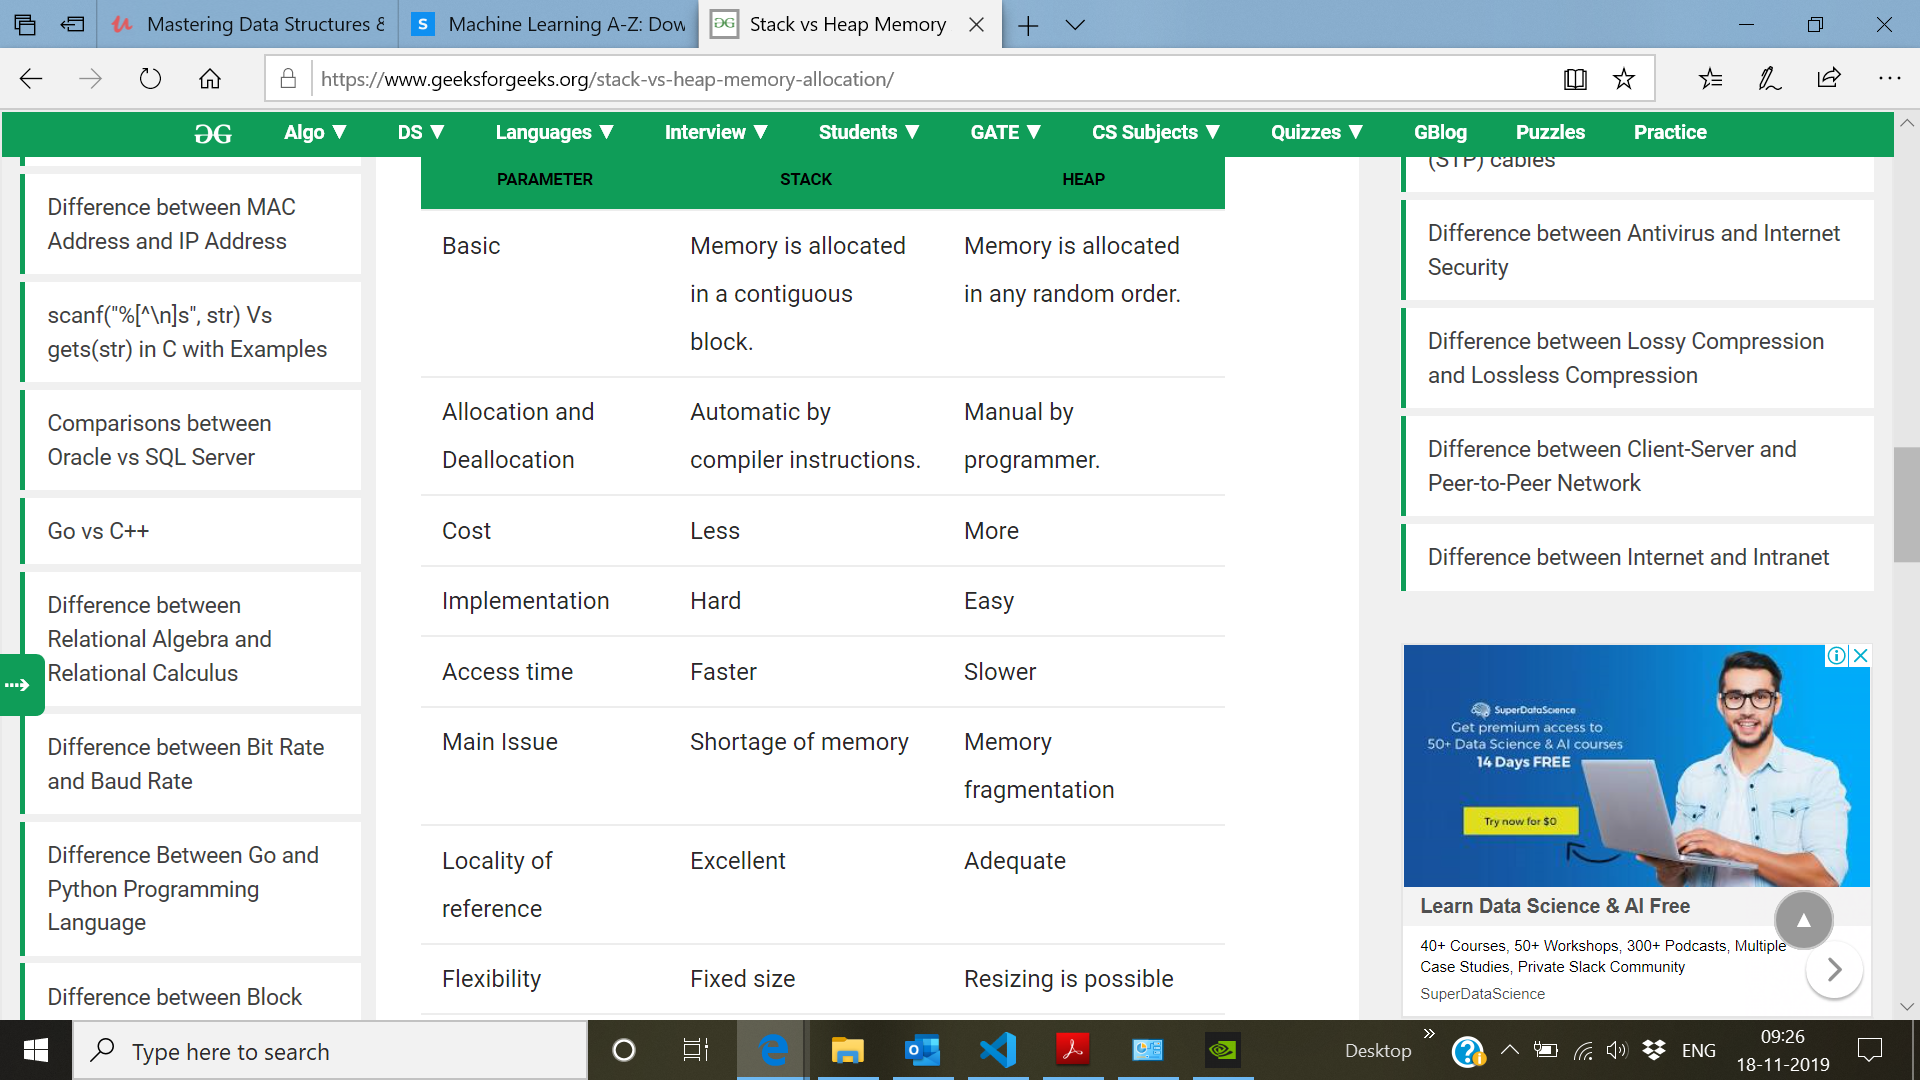 Mastering Data Structures &
Machine Learning A-Z: Dow
Stack vs Heap Memory
https://www.geeksforgeeks.org/stack-vs-heap-memory-allocation/
Algo ▼ DS ▼ Languages ▼ Interview ▼ Students ▼ GATE ▼ CS Subjects ▼ Quizzes ▼ GBlog Puzzles Practice
Difference between MAC
Address and IP Address
scanf("%[^\n]s", str) Vs
gets(str) in C with Examples
Comparisons between
Oracle vs SQL Server
Go vs C++
Difference between
Relational Algebra and
Relational Calculus
Difference between Bit Rate
and Baud Rate
Difference Between Go and
Python Programming
Language
Difference between Block
PARAMETER STACK HEAP
Basic Memory is allocated Memory is allocated
in a contiguous in any random order.
block.
Allocation and Automatic by Manual by
Deallocation compiler instructions. programmer.
Cost Less More
Implementation Hard Easy
Access time Faster Slower
Main Issue Shortage of memory Memory
fragmentation
Locality of Excellent Adequate
reference
Flexibility Fixed size Resizing is possible
(STP) cables
Difference between Antivirus and Internet
Security
Difference between Lossy Compression
and Lossless Compression
Difference between Client-Server and
Peer-to-Peer Network
Difference between Internet and Intranet
SuperDataScience
Get premium access to
50+ Data Science & AI courses
14 Days FREE
Try now for $0
Learn Data Science & AI Free
40+ Courses, 50+ Workshops, 300+ Podcasts, Multiple
Case Studies, Private Slack Community
SuperDataScience
Type here to search
Desktop
ENG
09:26
18-11-2019